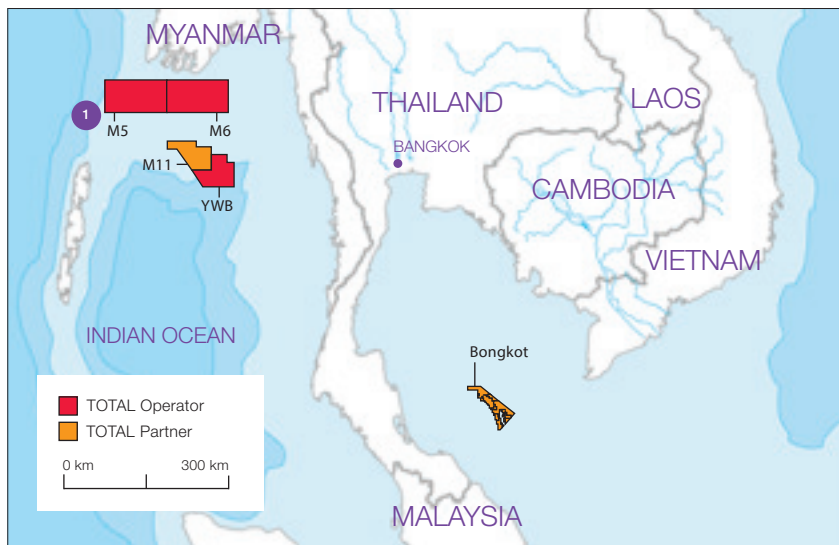 MYANMAR
THAILAND
LAOS
1
M5
M6
BANGKOK
M11
YWB
CAMBODIA
VIETNAM
INDIAN OCEAN
Bongkot
TOTAL Operator
TOTAL Partner
0 km
300 km
MALAYSIA